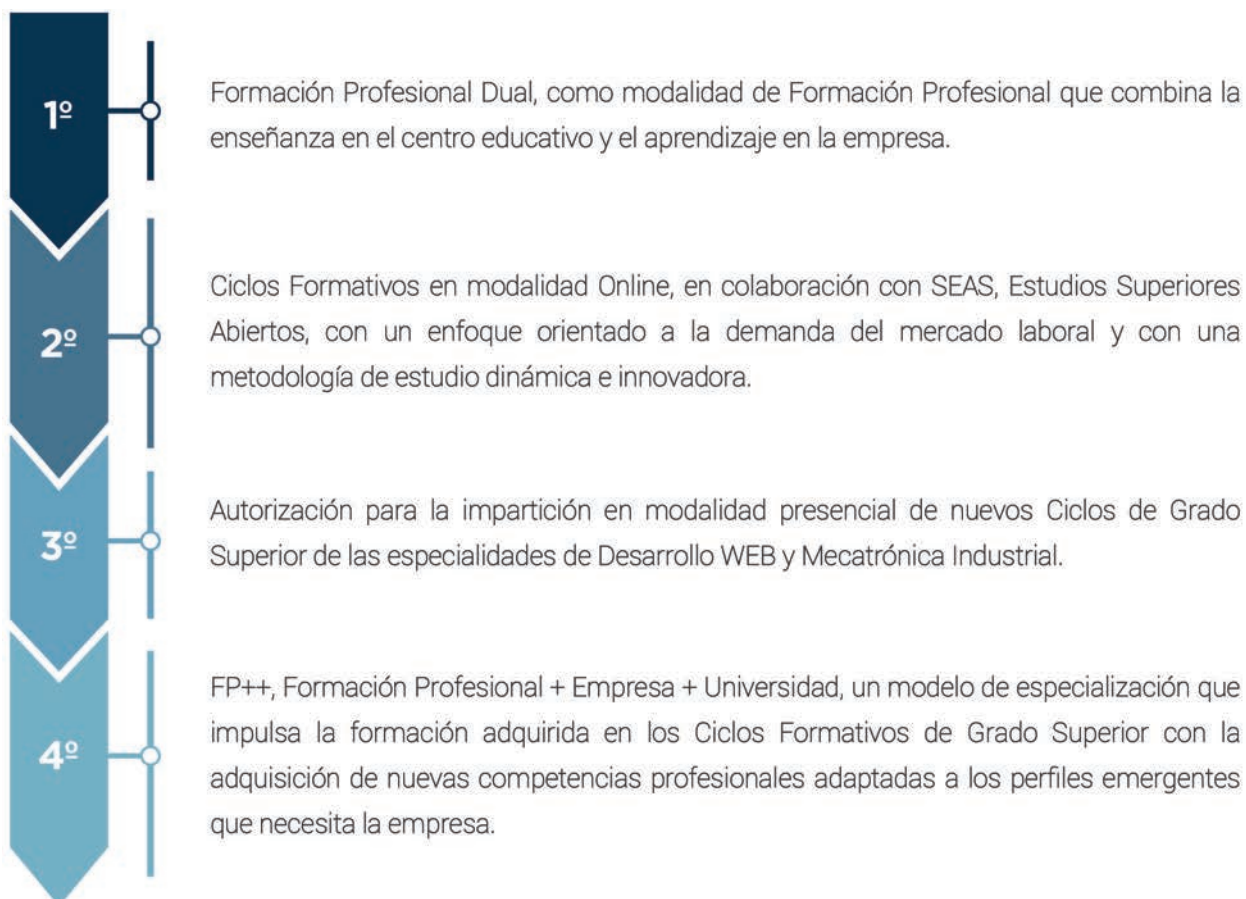 1º
Formación Profesional Dual, como modalidad de Formación Profesional que combina la
enseñanza en el centro educativo y el aprendizaje en la empresa.
2º
Ciclos Formativos en modalidad Online, en colaboración con SEAS, Estudios Superiores
Abiertos, con un enfoque orientado a la demanda del mercado laboral y con una
metodología de estudio dinámica e innovadora.
3º
Autorización para la impartición en modalidad presencial de nuevos Ciclos de Grado
Superior de las especialidades de Desarrollo WEB y Mecatrónica Industrial.
4º
FP++, Formación Profesional + Empresa + Universidad, un modelo de especialización que
impulsa la formación adquirida en los Ciclos Formativos de Grado Superior con la
adquisición de nuevas competencias profesionales adaptadas a los perfiles emergentes
que necesita la empresa.